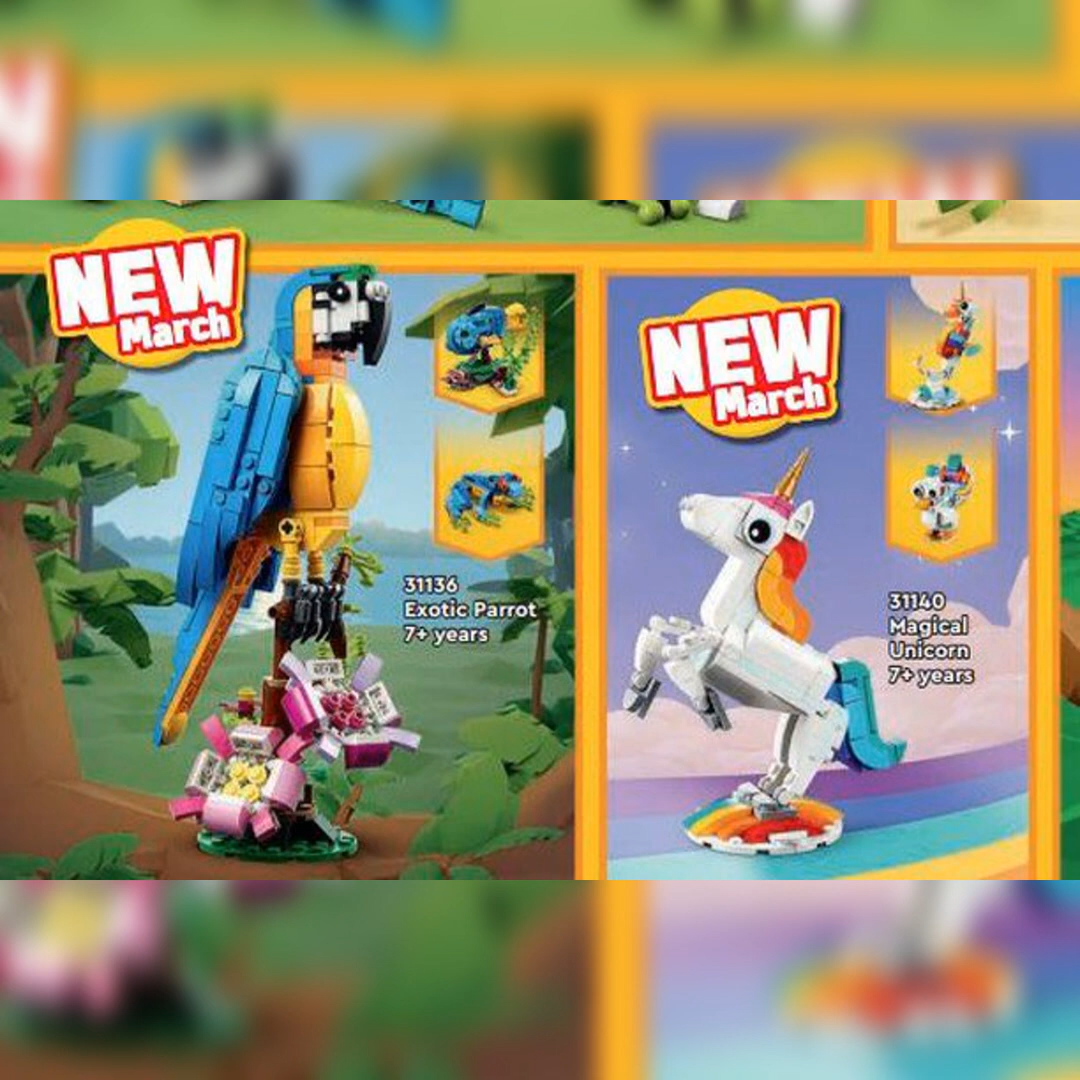 NEW
March
31136
Exotic Parrot
7+ years
NEW
March
31140
Magical
Unicorn
7+ years